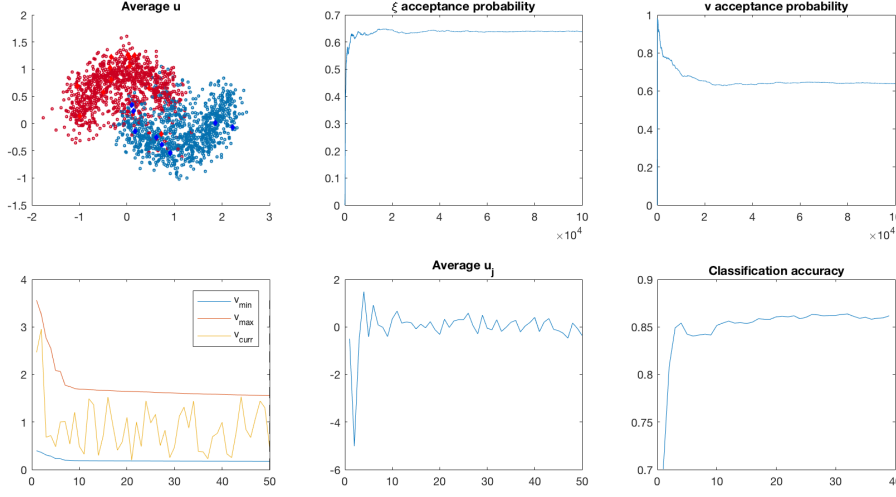 Average u
2
1.5
1
0.5
0
-0.5
-1
-1.5
-2 -1 0 1 2 3
ξ acceptance probability
0.7
0.6
0.5
0.4
0.3
0.2
0.1
0
0 2 4 6 8 10
×10^4
v acceptance probability
1
0.8
0.6
0.4
0.2
0
0 2 4 6 8 10
×10^4
4
3
2
1
0
0 10 20 30 40 50
v_min
v_max
v_curr
Average u_j
2
0
-2
-4
-6
0 10 20 30 40 50
Classification accuracy
0.9
0.85
0.8
0.75
0.7
0 10 20 30 40